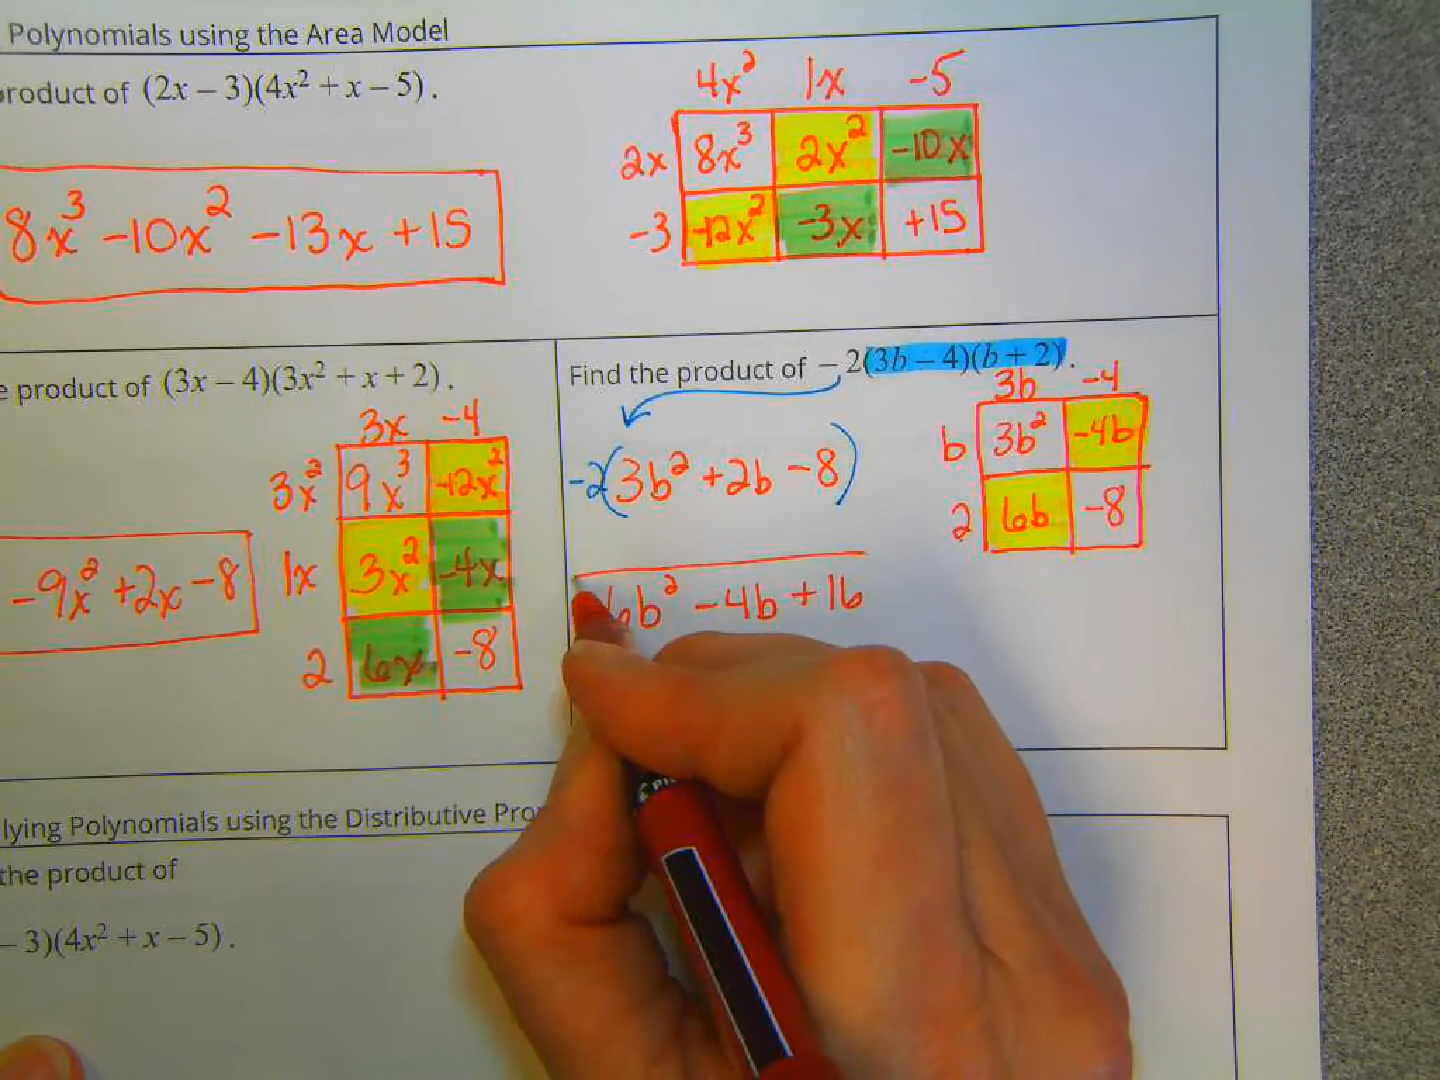 Polynomials using the Area Model
product of (2x – 3)(4x² + x – 5).
4x² 1x -5
2x 8x³ 2x² -10x
-3 -12x² -3x +15
8x³ -10x² -13x +15
e product of (3x – 4)(3x² + x + 2).
3x -4
3x² 9x³ -12x²
1x 3x² -4x
2 6x -8
-9x² +2x -8
Find the product of – 2(3b – 4)(b + 2).
3b -4
b 3b² -4b
2 6b -8
-2(3b² +2b -8)
6b² -4b +16
lying Polynomials using the Distributive Pro
the product of
– 3)(4x² + x – 5).